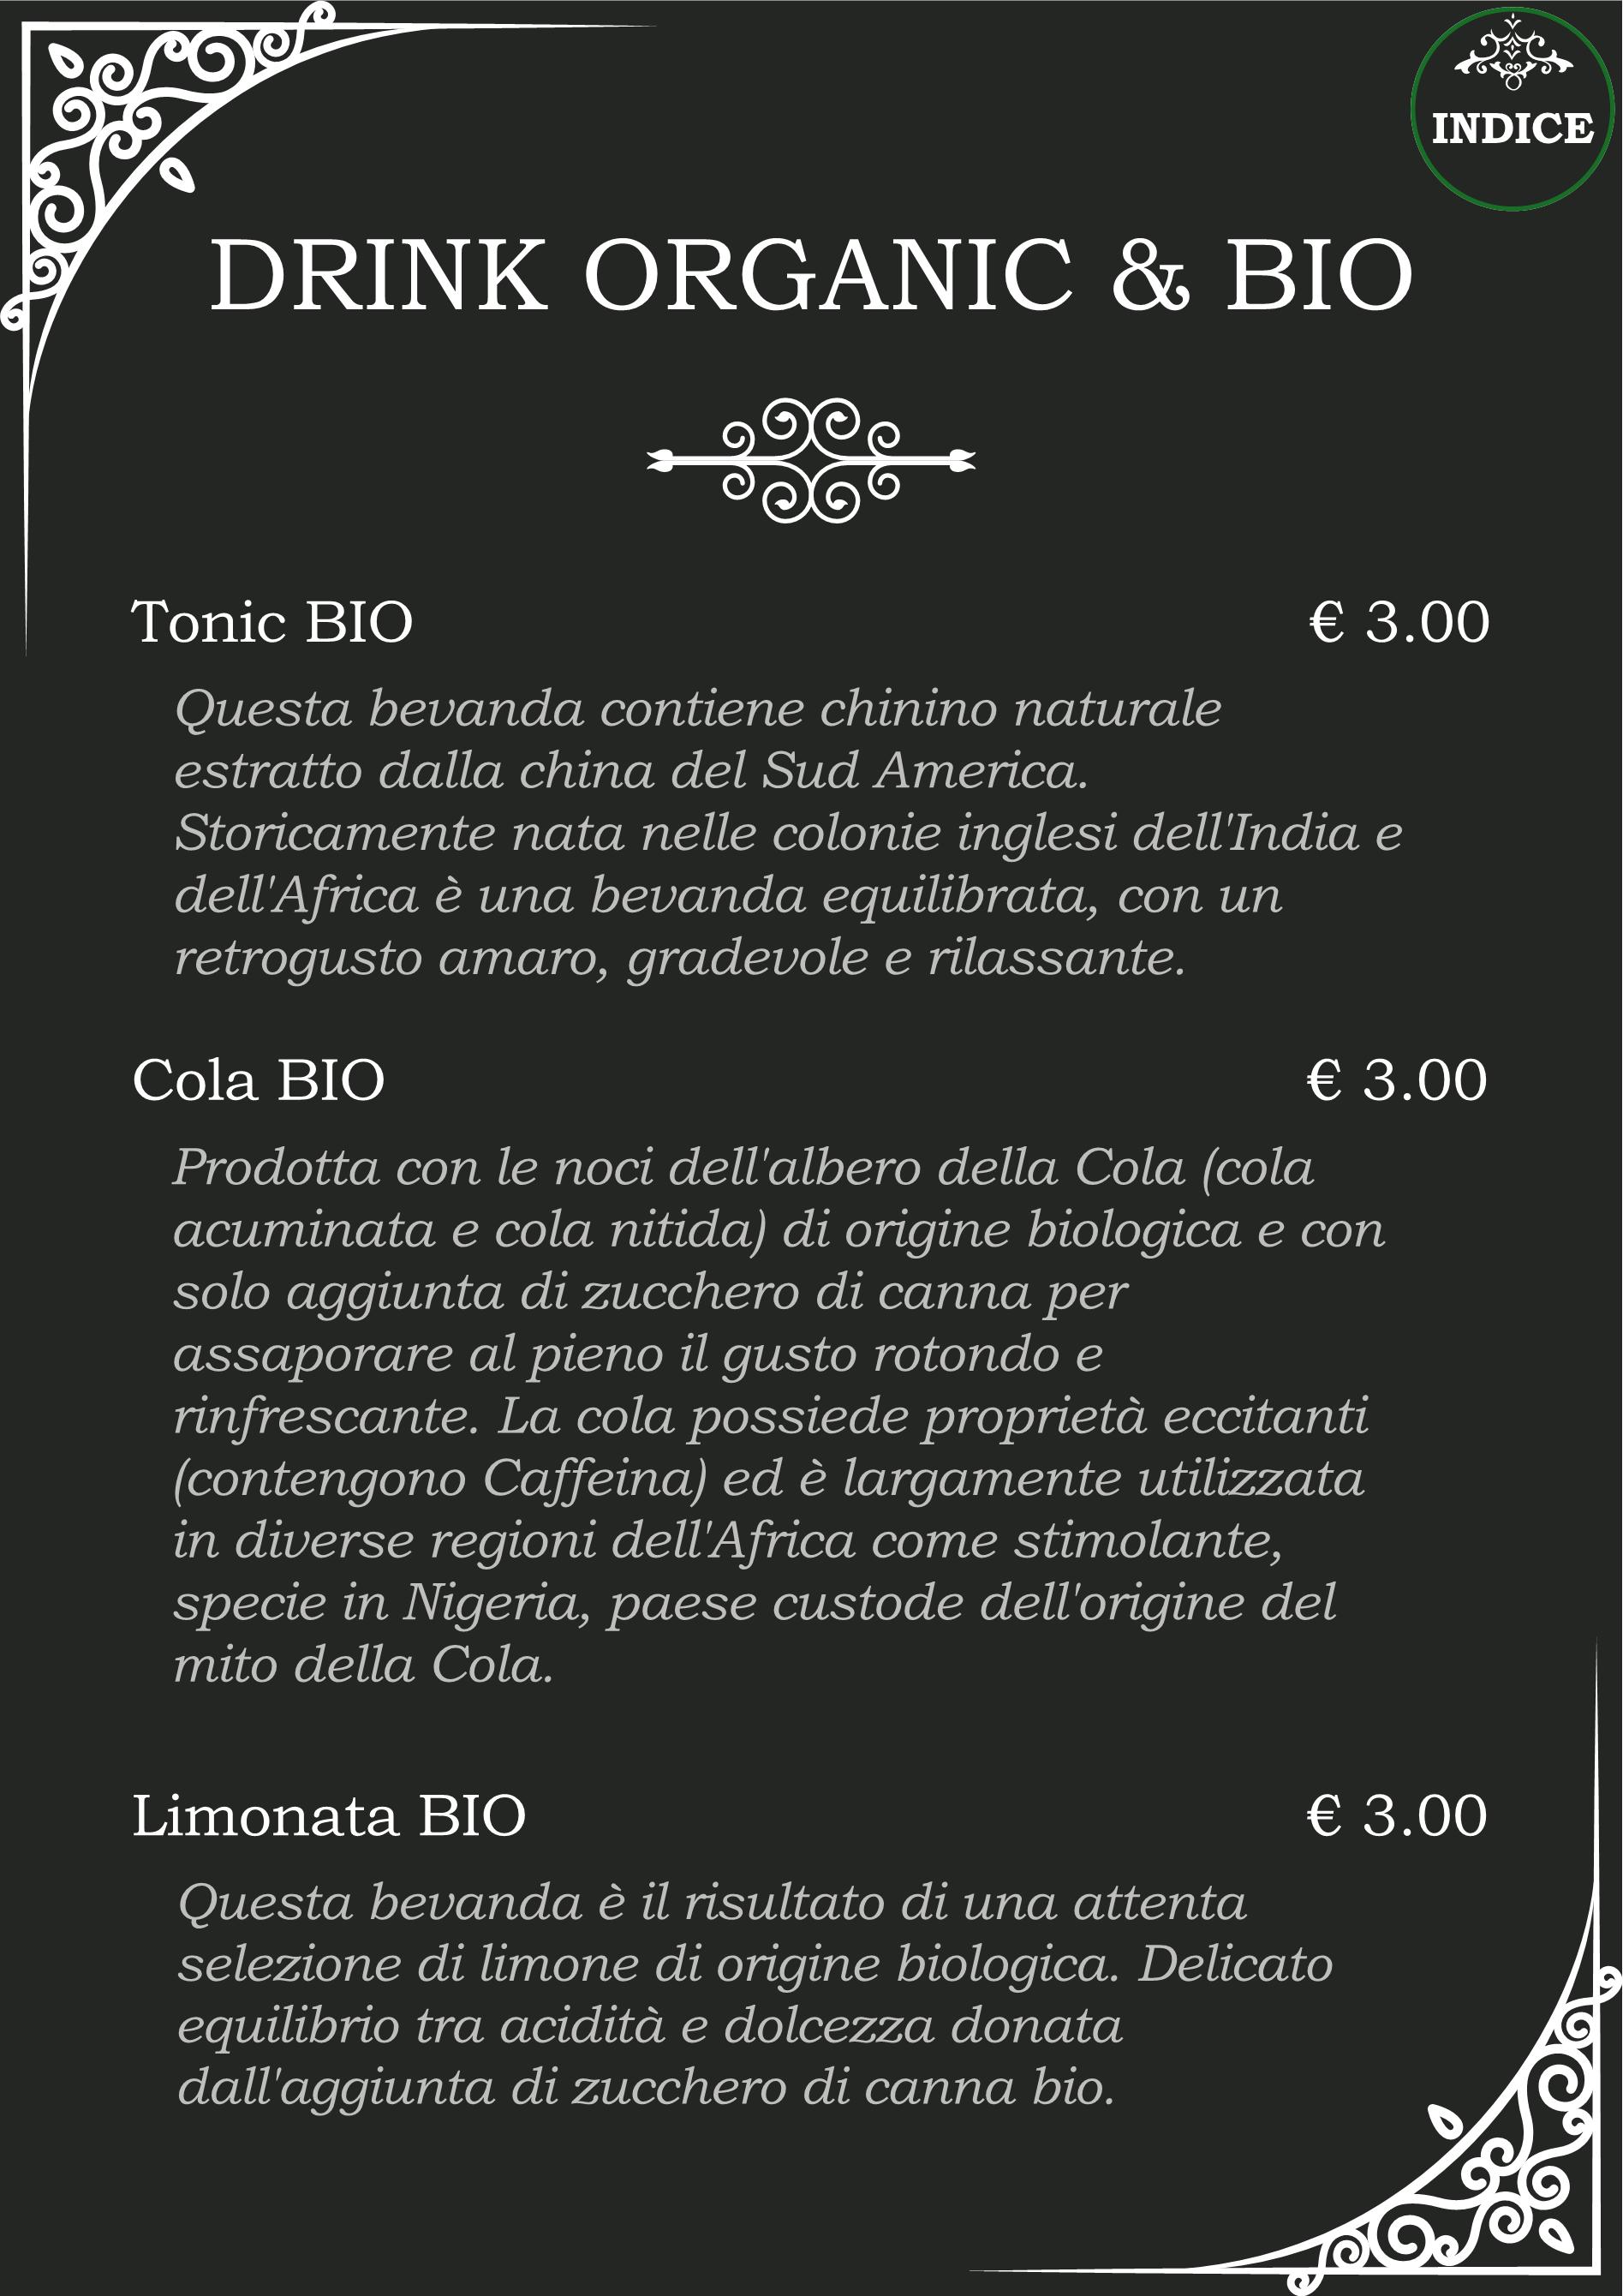 INDICE
DRINK ORGANIC & BIO
Tonic BIO € 3.00
Questa bevanda contiene chinino naturale
estratto dalla china del Sud America.
Storicamente nata nelle colonie inglesi dell'India e
dell'Africa è una bevanda equilibrata, con un
retrogusto amaro, gradevole e rilassante.
Cola BIO € 3.00
Prodotta con le noci dell'albero della Cola (cola
acuminata e cola nitida) di origine biologica e con
solo aggiunta di zucchero di canna per
assaporare al pieno il gusto rotondo e
rinfrescante. La cola possiede proprietà eccitanti
(contengono Caffeina) ed è largamente utilizzata
in diverse regioni dell'Africa come stimolante,
specie in Nigeria, paese custode dell'origine del
mito della Cola.
Limonata BIO € 3.00
Questa bevanda è il risultato di una attenta
selezione di limone di origine biologica. Delicato
equilibrio tra acidità e dolcezza donata
dall'aggiunta di zucchero di canna bio.